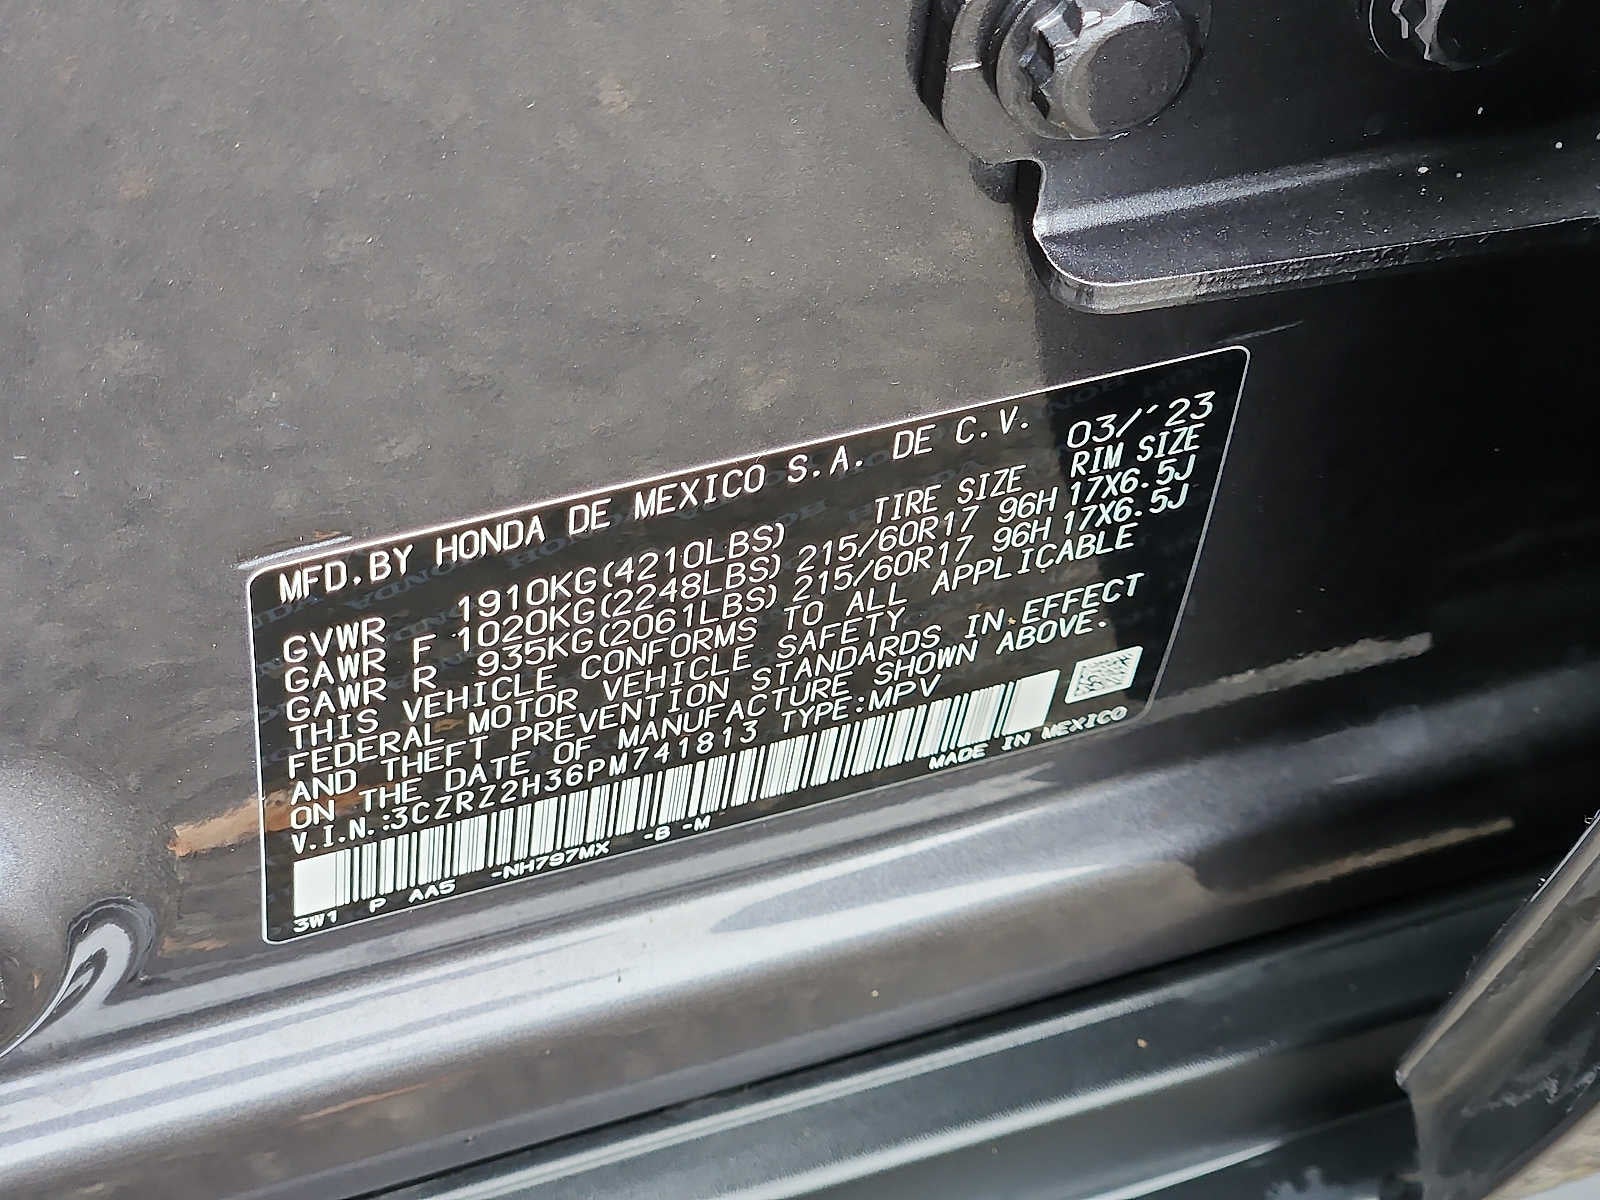 MFD.BY HONDA DE MEXICO S.A. DE C.V. 03/'23
TIRE SIZE RIM SIZE
GVWR 1910KG(4210LBS)
GAWR F 1020KG(2248LBS) 215/60R17 96H 17X6.5J
GAWR R 935KG(2061LBS) 215/60R17 96H 17X6.5J
THIS VEHICLE CONFORMS TO ALL APPLICABLE
FEDERAL MOTOR VEHICLE SAFETY
AND THEFT PREVENTION STANDARDS IN EFFECT
ON THE DATE OF MANUFACTURE SHOWN ABOVE.
V.I.N.:3CZRZ2H36PM741813 TYPE:MPV
MADE IN MEXICO
3W1 P AA5 -NH797MX -B -M